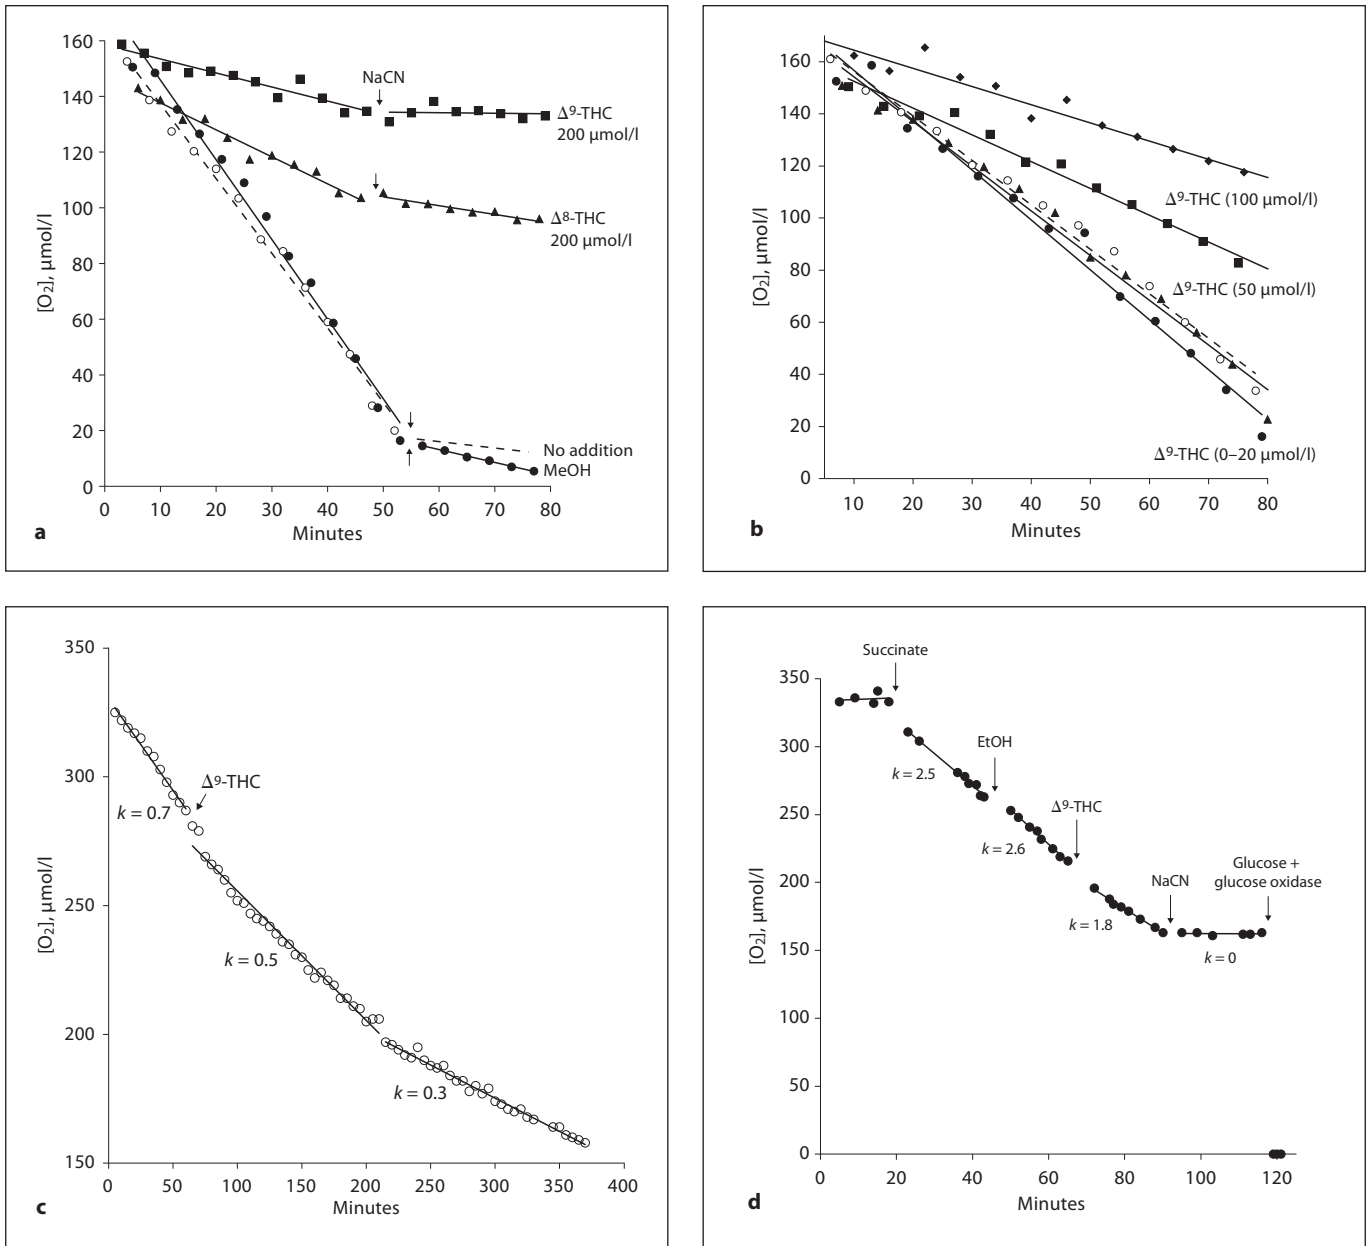 160
140
120
100
80
60
40
20
0
[O₂], µmol/l
NaCN
Δ⁹-THC
200 µmol/l
Δ⁸-THC
200 µmol/l
No addition
MeOH
0 10 20 30 40 50 60 70 80
Minutes
a
160
140
120
100
80
60
40
20
0
[O₂], µmol/l
Δ⁹-THC (100 µmol/l)
Δ⁹-THC (50 µmol/l)
Δ⁹-THC (0–20 µmol/l)
10 20 30 40 50 60 70 80
Minutes
b
350
300
250
200
150
[O₂], µmol/l
Δ⁹-THC
k = 0.7
k = 0.5
k = 0.3
0 50 100 150 200 250 300 350 400
Minutes
c
350
300
250
200
150
100
50
0
[O₂], µmol/l
Succinate
EtOH
k = 2.5
Δ⁹-THC
k = 2.6
NaCN
Glucose +
glucose oxidase
k = 1.8
k = 0
0 20 40 60 80 100 120
Minutes
d